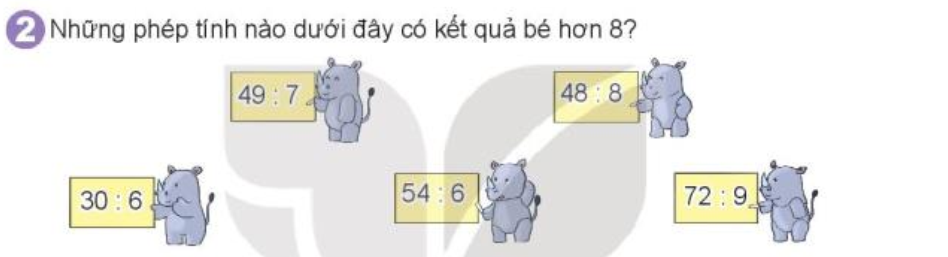 2 Những phép tính nào dưới đây có kết quả bé hơn 8?
49 : 7
48 : 8
30 : 6
54 : 6
72 : 9